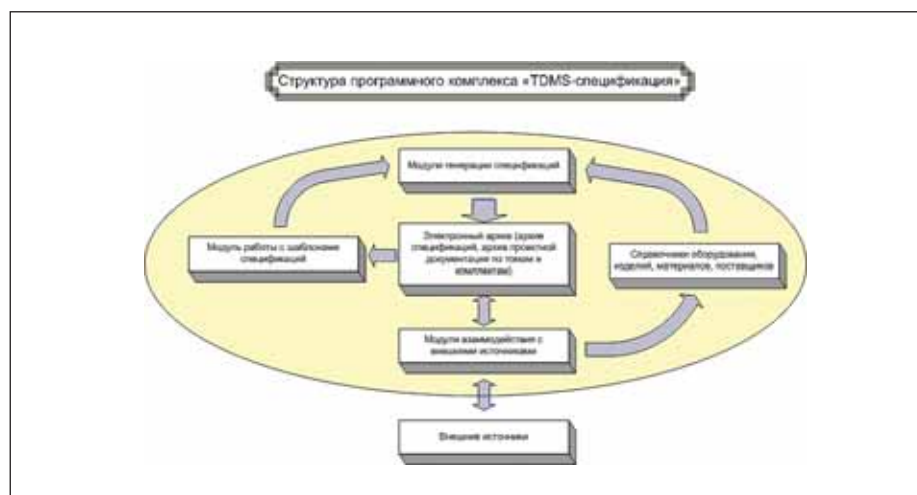 Структура программного комплекса «TDMS-спецификация»
Модули генерации спецификаций
Электронный архив (архив
спецификаций, архив проектной
документации по томам и
комплектам)
Модуль работы с шаблонами
спецификаций
Справочники оборудования,
изделий, материалов, поставщиков
Модули взаимодействия с
внешними источниками
Внешние источники